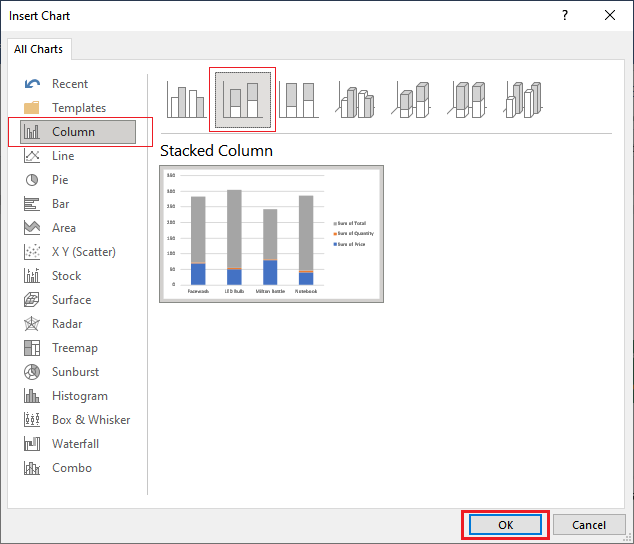 Insert Chart
?
All Charts
Recent
Templates
Column
Line
Pie
Bar
Area
X Y (Scatter)
Stock
Surface
Radar
Treemap
Sunburst
Histogram
Box & Whisker
Waterfall
Combo
Stacked Column
350
300
250
200
150
100
50
0
Facewash LED Bulb Milton Bottle Notebook
Sum of Total
Sum of Quantity
Sum of Price
OK Cancel